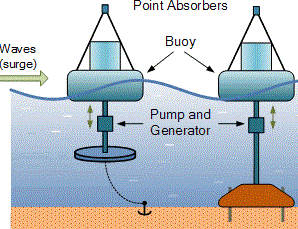 Point Absorbers
Waves
(surge)
Buoy
Pump and
Generator